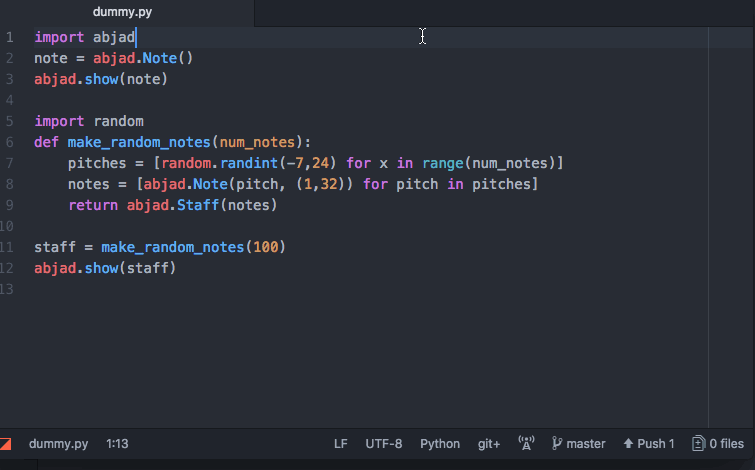 dummy.py
1 import abjad
2 note = abjad.Note()
3 abjad.show(note)
4
5 import random
6 def make_random_notes(num_notes):
7     pitches = [random.randint(-7,24) for x in range(num_notes)]
8     notes = [abjad.Note(pitch, (1,32)) for pitch in pitches]
9     return abjad.Staff(notes)
10
11 staff = make_random_notes(100)
12 abjad.show(staff)
13
dummy.py 1:13 LF UTF-8 Python git+ master Push 1 0 files